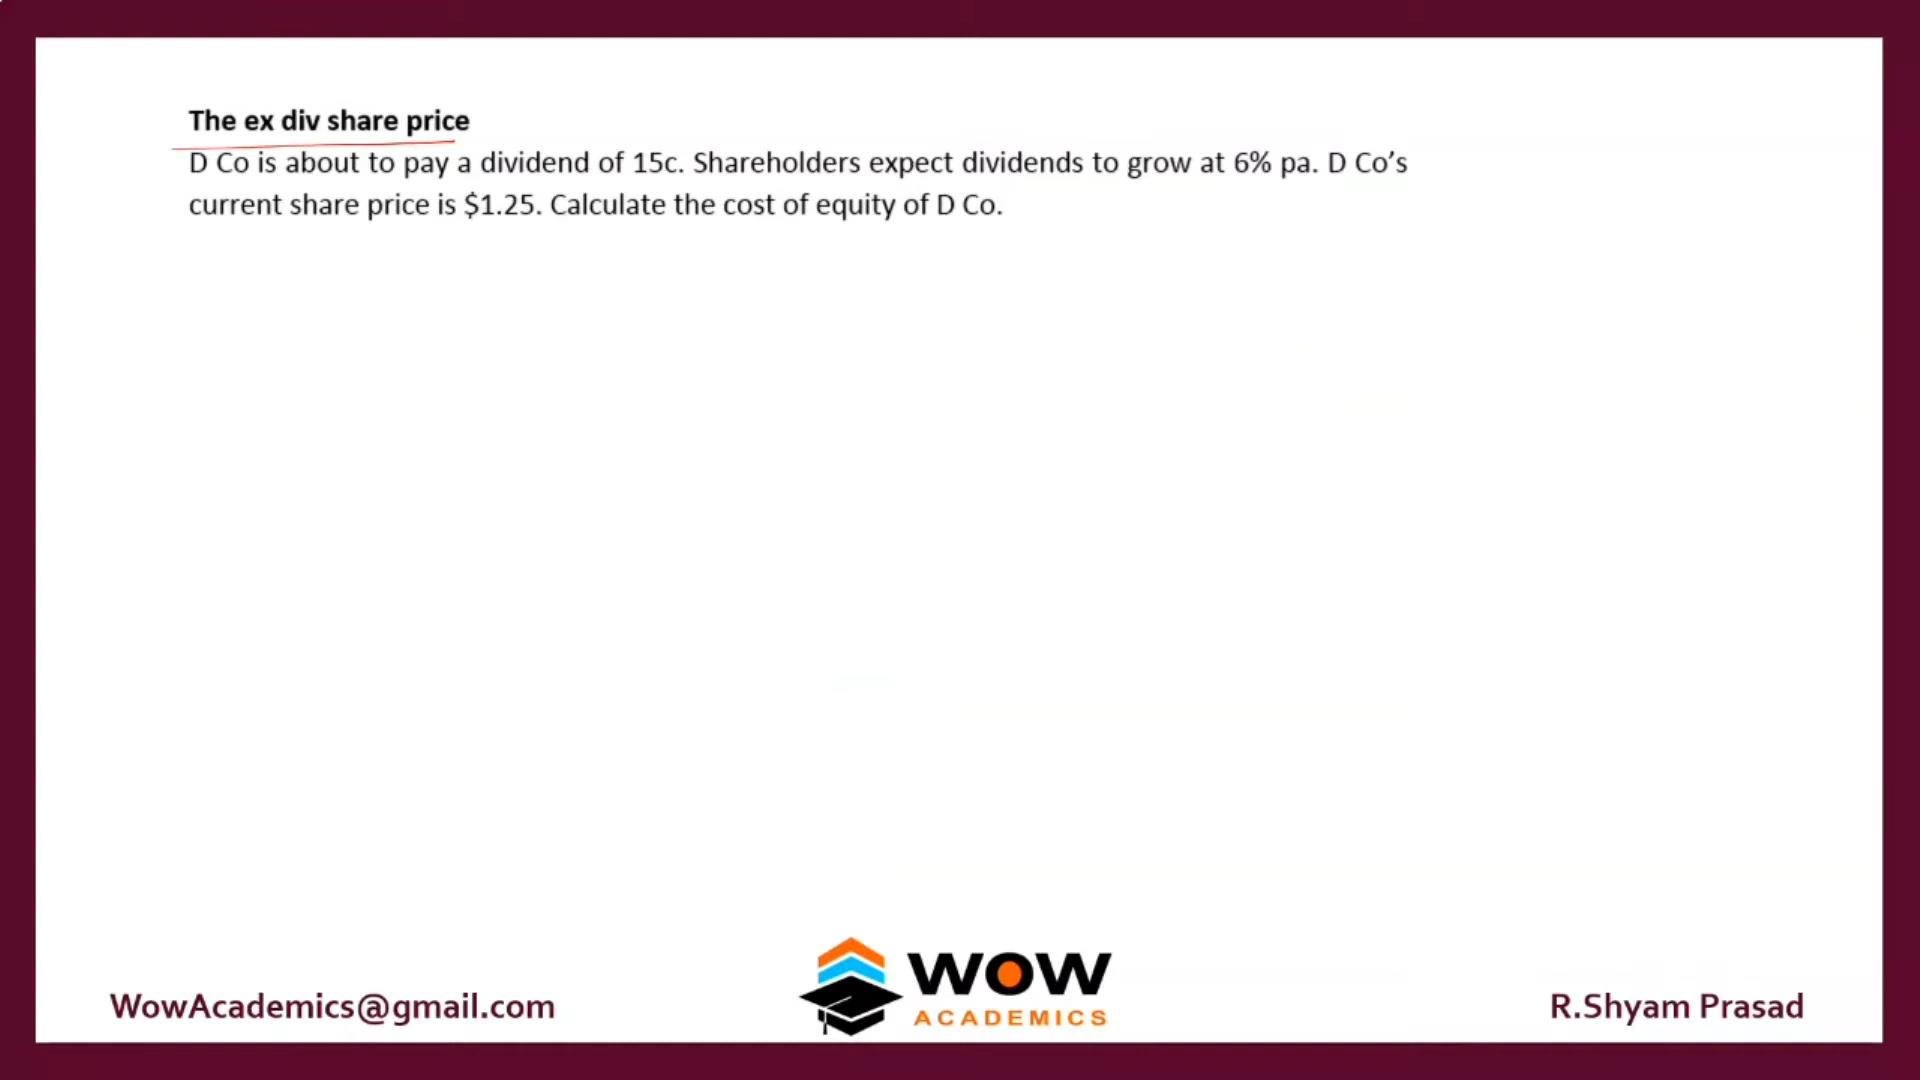 The ex div share price
D Co is about to pay a dividend of 15c. Shareholders expect dividends to grow at 6% pa. D Co’s
current share price is $1.25. Calculate the cost of equity of D Co.
WowAcademics@gmail.com
WOW
ACADEMICS
R.Shyam Prasad